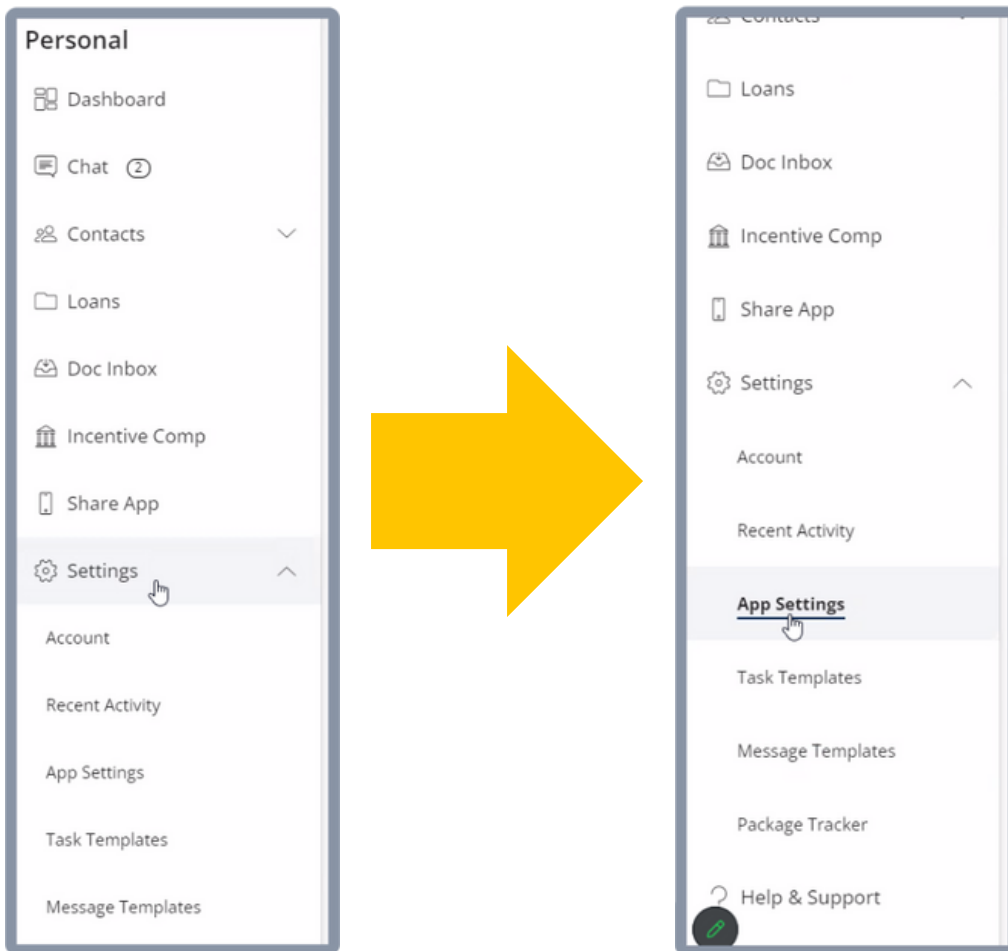 Personal
Dashboard
Chat 2
Contacts
Loans
Doc Inbox
Incentive Comp
Share App
Settings
Account
Recent Activity
App Settings
Task Templates
Message Templates
Contacts
Loans
Doc Inbox
Incentive Comp
Share App
Settings
Account
Recent Activity
App Settings
Task Templates
Message Templates
Package Tracker
Help & Support